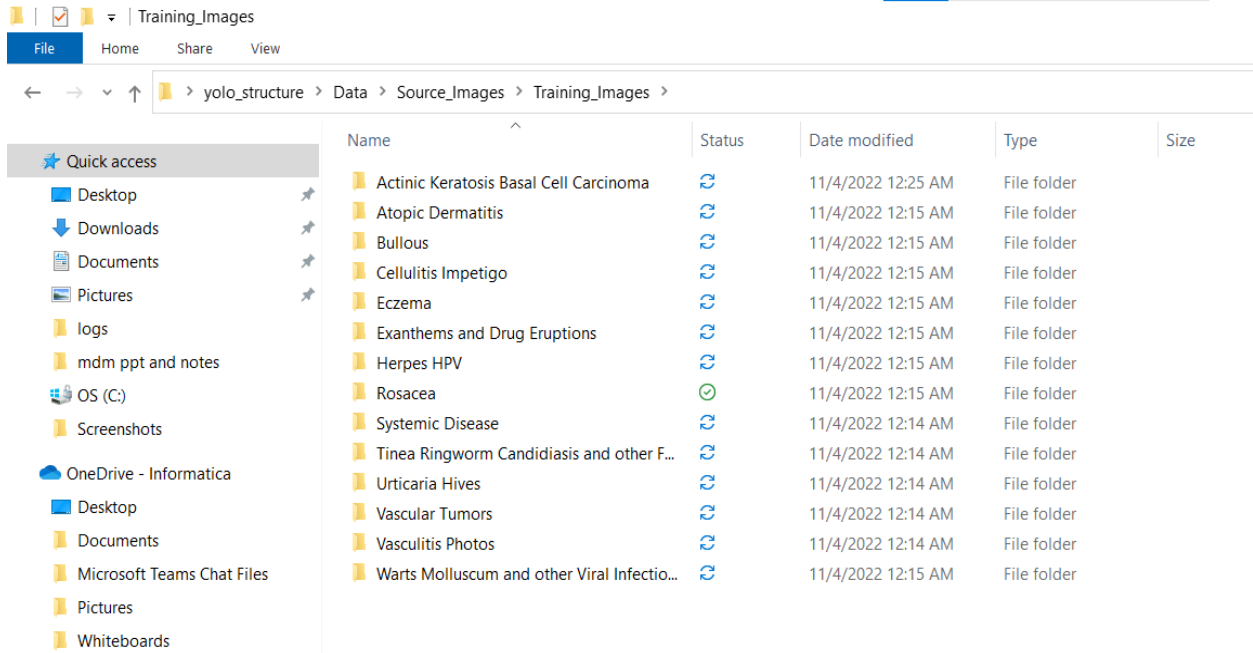 Training_Images
File Home Share View
yolo_structure > Data > Source_Images > Training_Images >
Name Status Date modified Type Size
Quick access
Desktop
Downloads
Documents
Pictures
logs
mdm ppt and notes
OS (C:)
Screenshots
OneDrive - Informatica
Desktop
Documents
Microsoft Teams Chat Files
Pictures
Whiteboards
Actinic Keratosis Basal Cell Carcinoma 11/4/2022 12:25 AM File folder
Atopic Dermatitis 11/4/2022 12:15 AM File folder
Bullous 11/4/2022 12:15 AM File folder
Cellulitis Impetigo 11/4/2022 12:15 AM File folder
Eczema 11/4/2022 12:15 AM File folder
Exanthems and Drug Eruptions 11/4/2022 12:15 AM File folder
Herpes HPV 11/4/2022 12:15 AM File folder
Rosacea 11/4/2022 12:15 AM File folder
Systemic Disease 11/4/2022 12:14 AM File folder
Tinea Ringworm Candidiasis and other F... 11/4/2022 12:14 AM File folder
Urticaria Hives 11/4/2022 12:14 AM File folder
Vascular Tumors 11/4/2022 12:14 AM File folder
Vasculitis Photos 11/4/2022 12:14 AM File folder
Warts Molluscum and other Viral Infectio... 11/4/2022 12:15 AM File folder